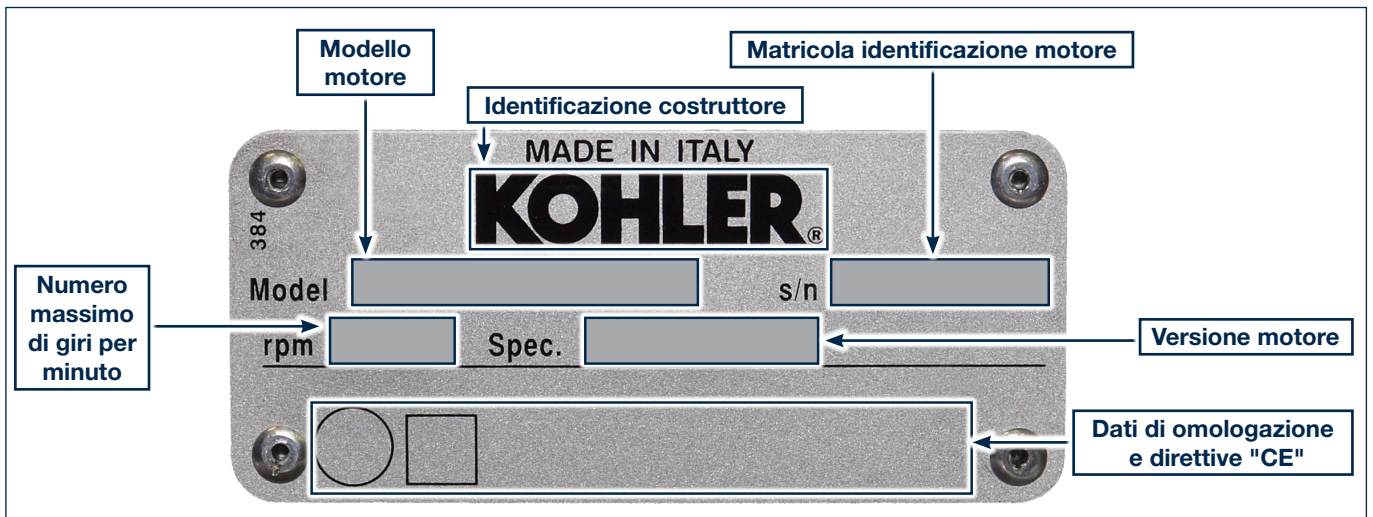 Modello
motore
Matricola identificazione motore
Identificazione costruttore
MADE IN ITALY
KOHLER®
384
Model
s/n
Numero
massimo
di giri per
minuto
rpm
Spec.
Versione motore
Dati di omologazione
e direttive "CE"